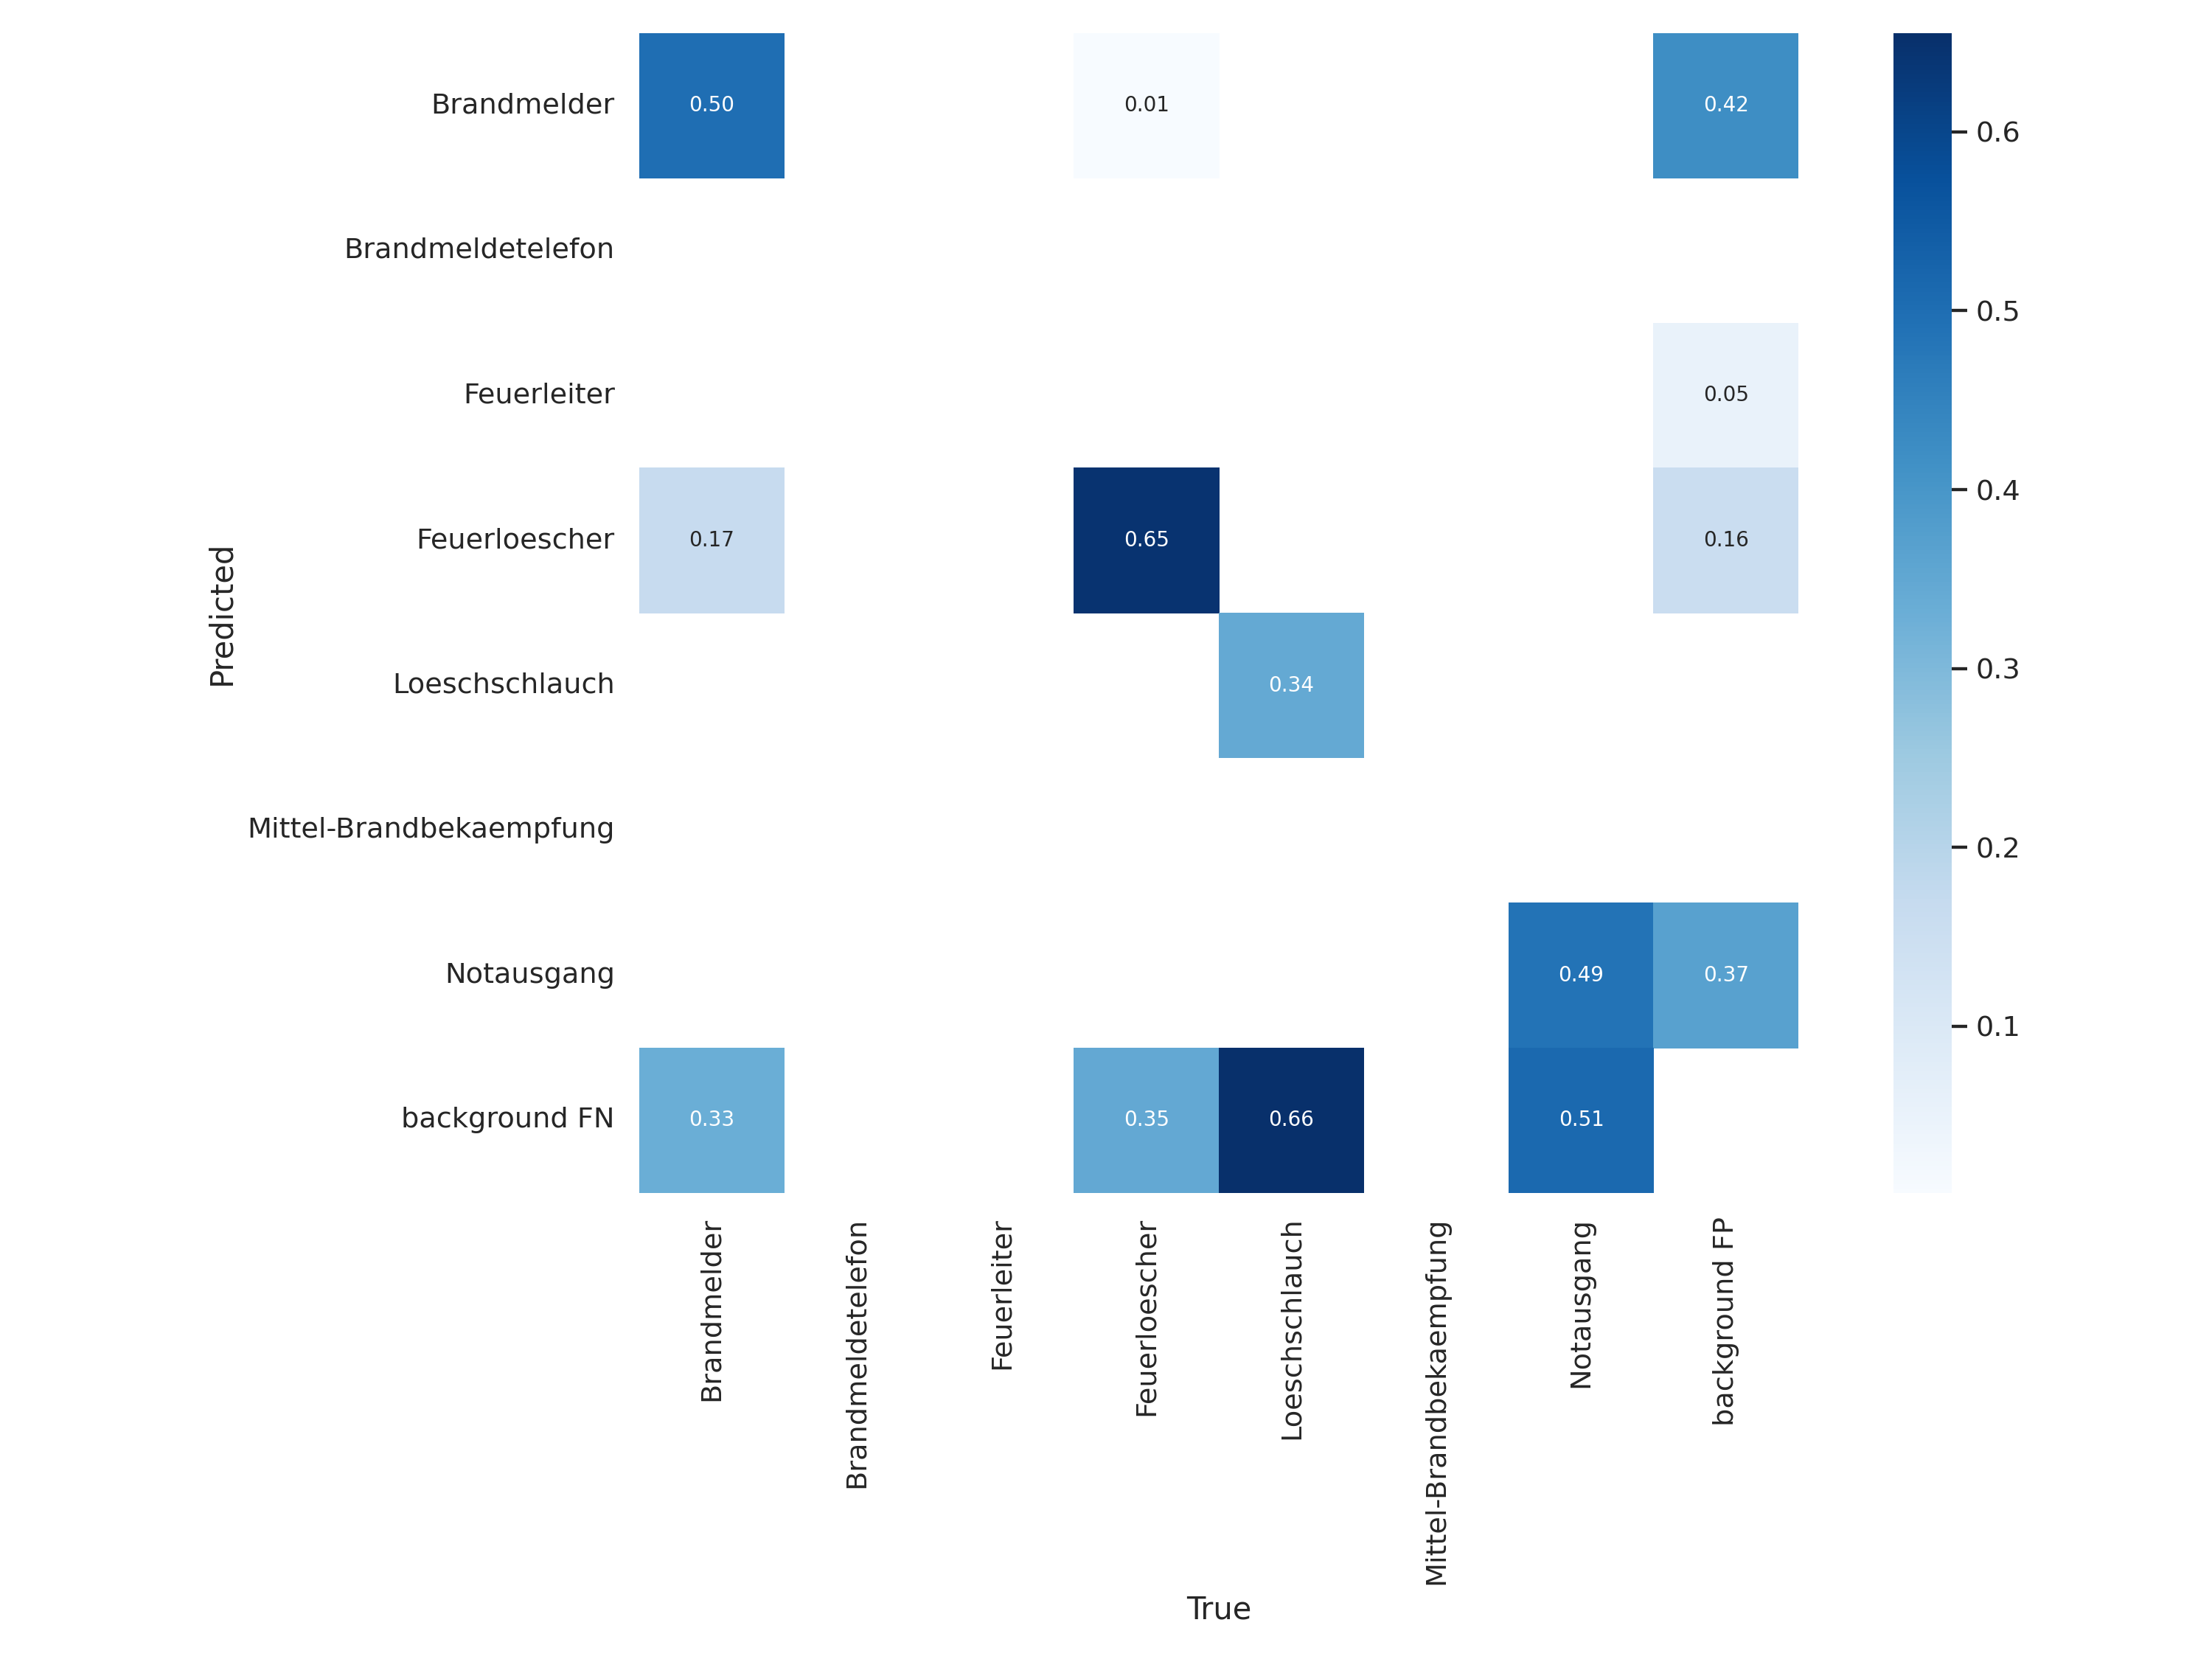 Brandmelder 0.50 0.01 0.42
Brandmeldetelefon
Feuerleiter 0.05
Feuerloescher 0.17 0.65 0.16
Loeschschlauch 0.34
Mittel-Brandbekaempfung
Notausgang 0.49 0.37
background FN 0.33 0.35 0.66 0.51
Predicted
Brandmelder
Brandmeldetelefon
Feuerleiter
Feuerloescher
Loeschschlauch
Mittel-Brandbekaempfung
Notausgang
background FP
True
0.6
0.5
0.4
0.3
0.2
0.1